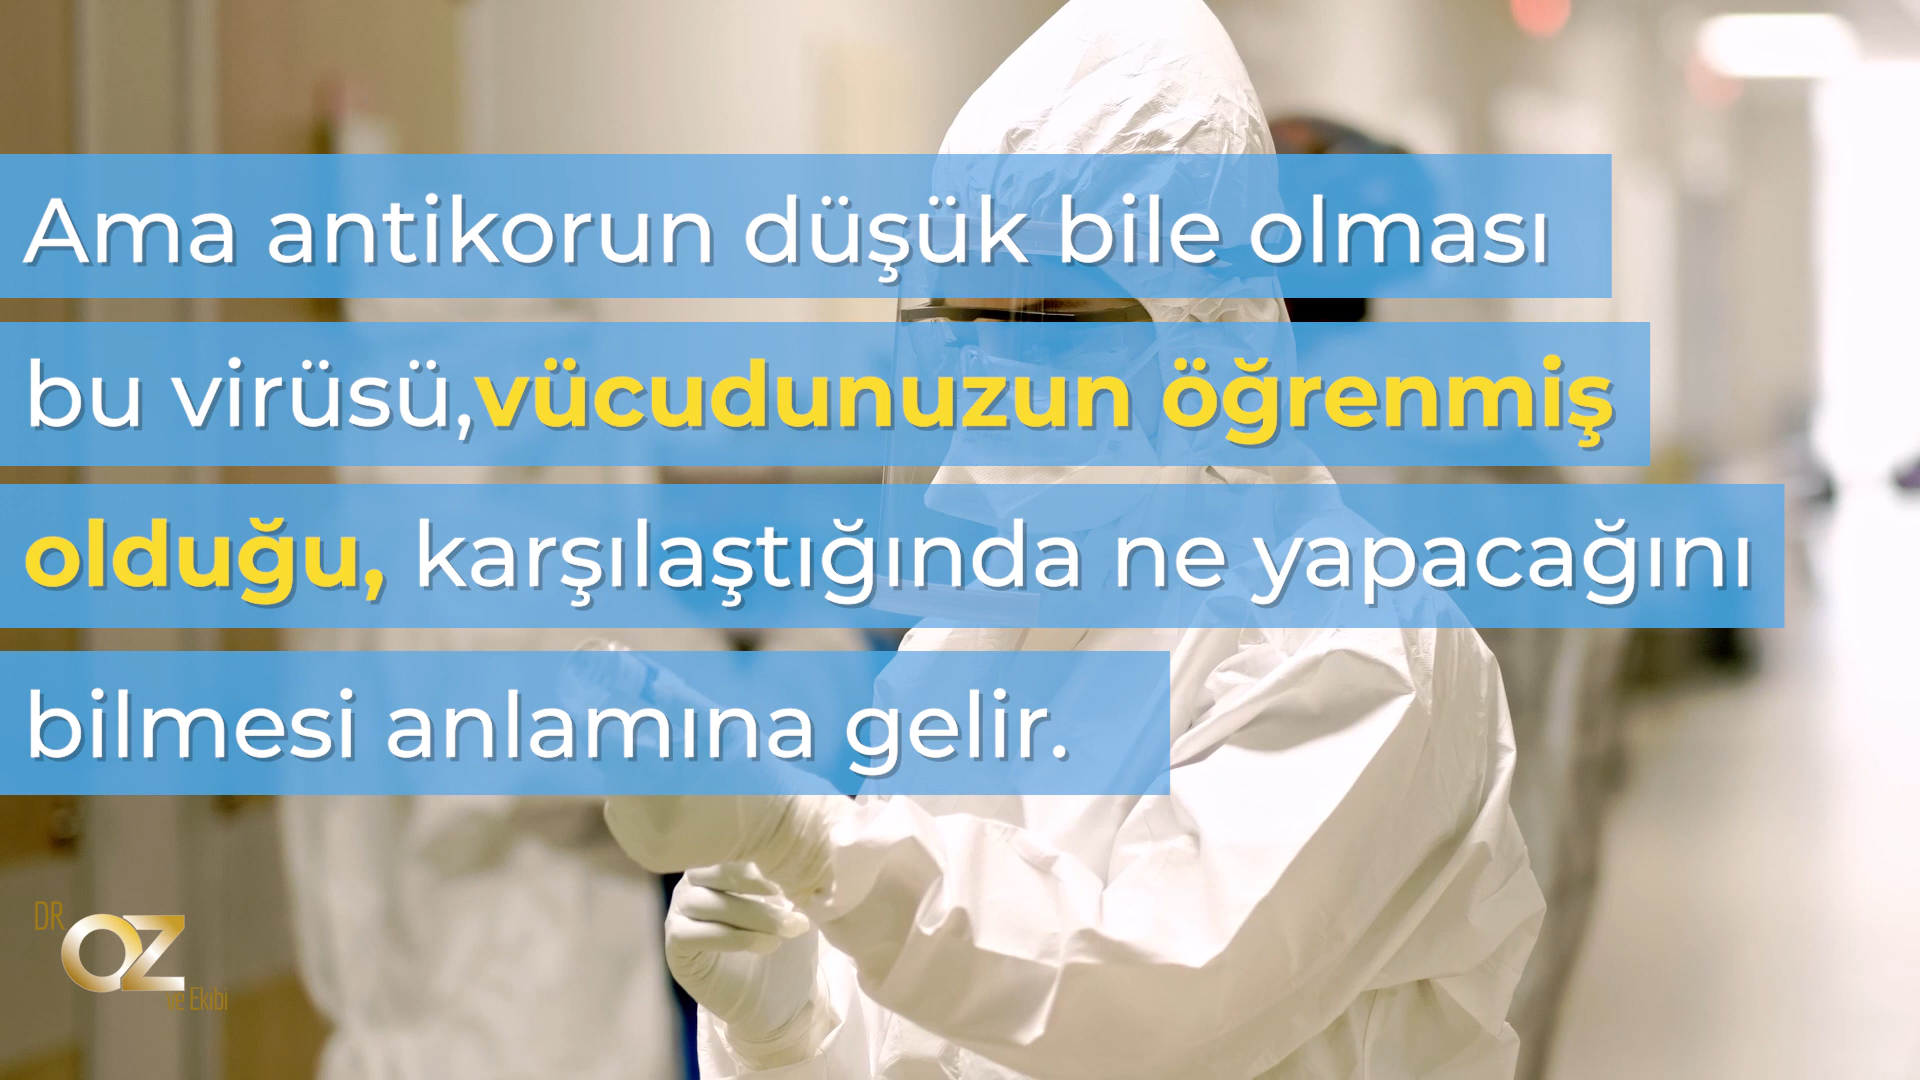 Ama antikorun düşük bile olması
bu virüsü,vücudunuzun öğrenmiş
olduğu, karşılaştığında ne yapacağını
bilmesi anlamına gelir.
DR
OZ
ve Ekibi